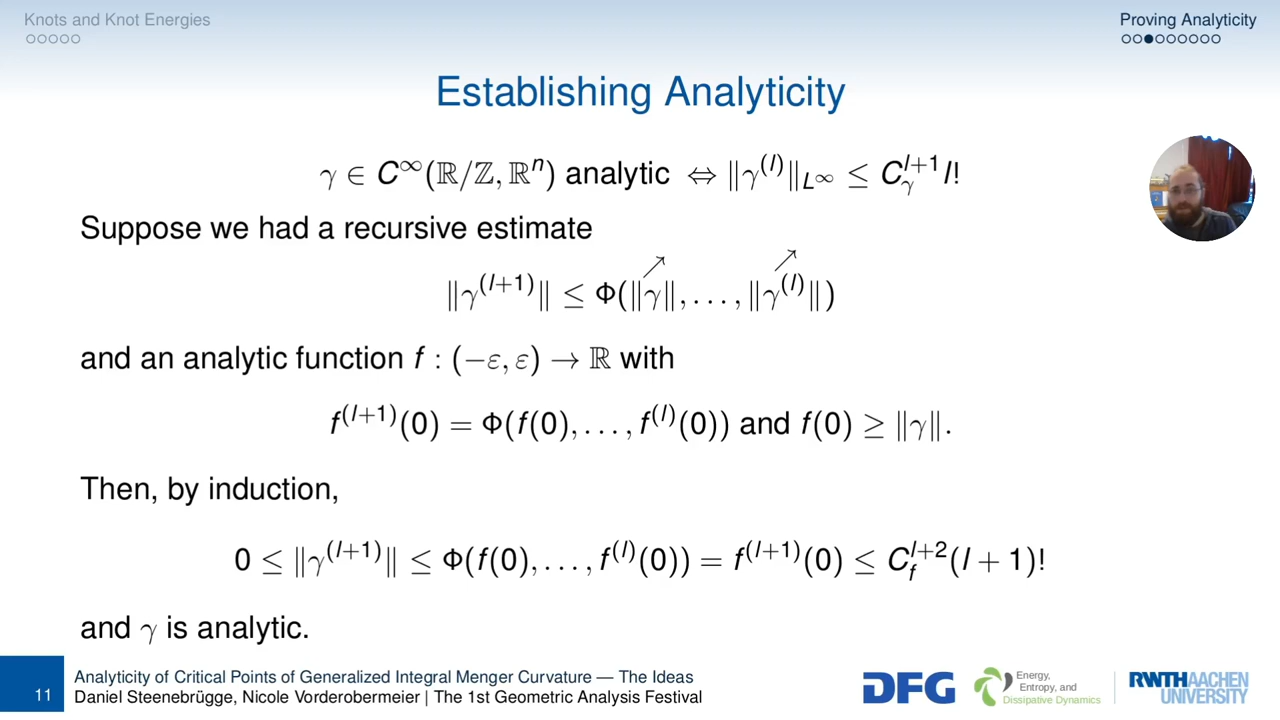 Knots and Knot Energies
Proving Analyticity
Establishing Analyticity
γ ∈ C^∞(ℝ/ℤ, ℝ^n) analytic ⇔ ‖γ^(l)‖_{L^∞} ≤ C_γ^{l+1} l!
Suppose we had a recursive estimate
‖γ^(l+1)‖ ≤ Φ(‖γ‖, . . . , ‖γ^(l)‖)
and an analytic function f : (−ε, ε) → ℝ with
f^(l+1)(0) = Φ(f(0), . . . , f^(l)(0)) and f(0) ≥ ‖γ‖.
Then, by induction,
0 ≤ ‖γ^(l+1)‖ ≤ Φ(f(0), . . . , f^(l)(0)) = f^(l+1)(0) ≤ C_f^{l+2}(l + 1)!
and γ is analytic.
11
Analyticity of Critical Points of Generalized Integral Menger Curvature — The Ideas
Daniel Steenebrügge, Nicole Vorderobermeier | The 1st Geometric Analysis Festival
DFG
Energy,
Entropy, and
Dissipative Dynamics
RWTHAACHEN
UNIVERSITY